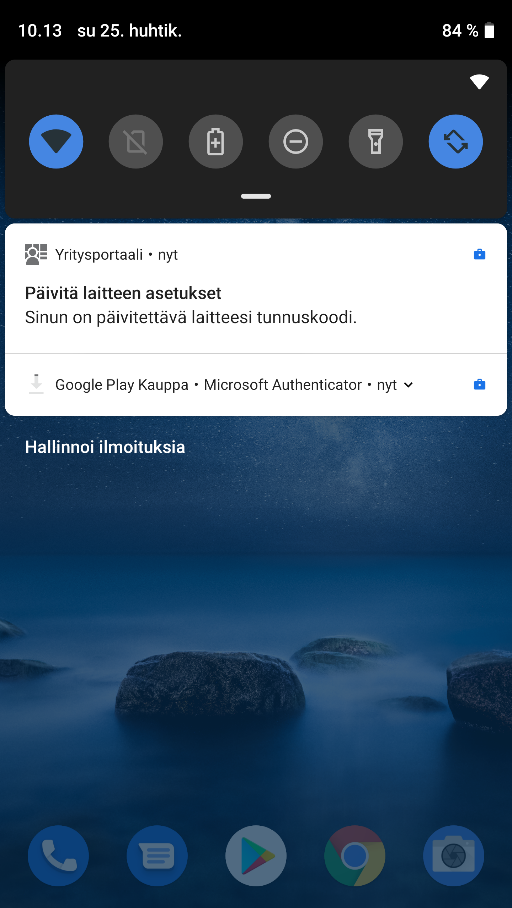 10.13 su 25. huhtik. 84 %
Yritysportaali • nyt
Päivitä laitteen asetukset
Sinun on päivitettävä laitteesi tunnuskoodi.
Google Play Kauppa • Microsoft Authenticator • nyt
Hallinnoi ilmoituksia